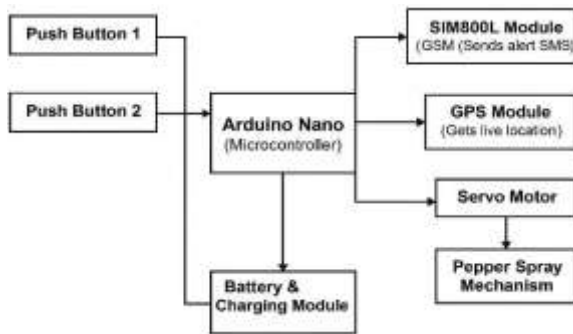 Push Button 1
Push Button 2
Arduino Nano
(Microcontroller)
Battery &
Charging Module
SIM800L Module
(GSM (Sends alert SMS)
GPS Module
(Gets live location)
Servo Motor
Pepper Spray
Mechanism